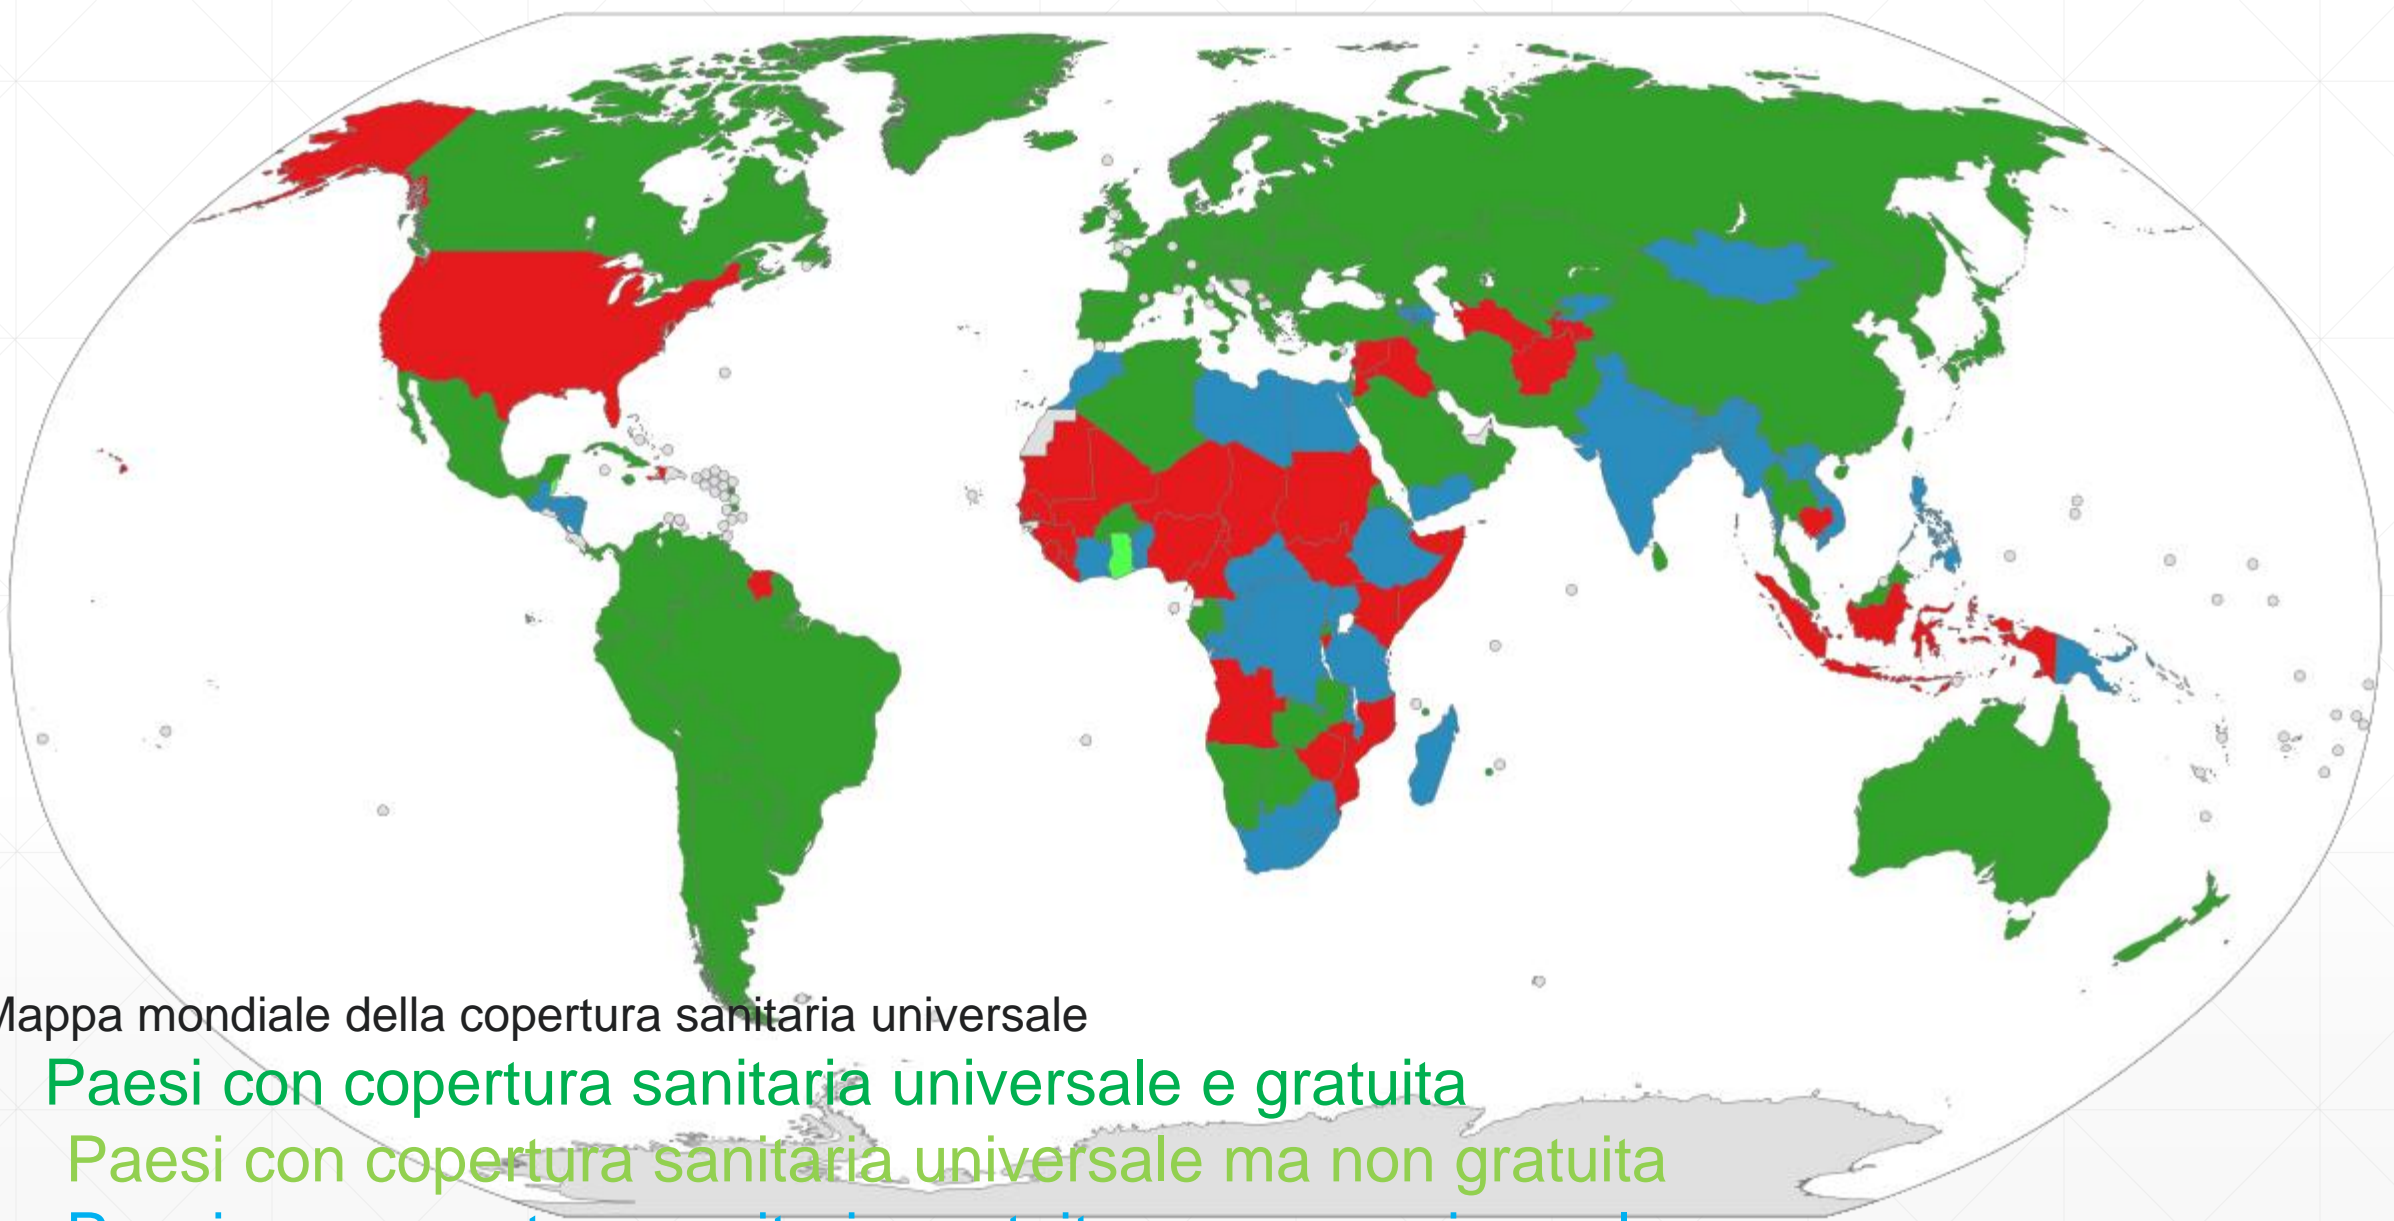 Mappa mondiale della copertura sanitaria universale
Paesi con copertura sanitaria universale e gratuita
Paesi con copertura sanitaria universale ma non gratuita